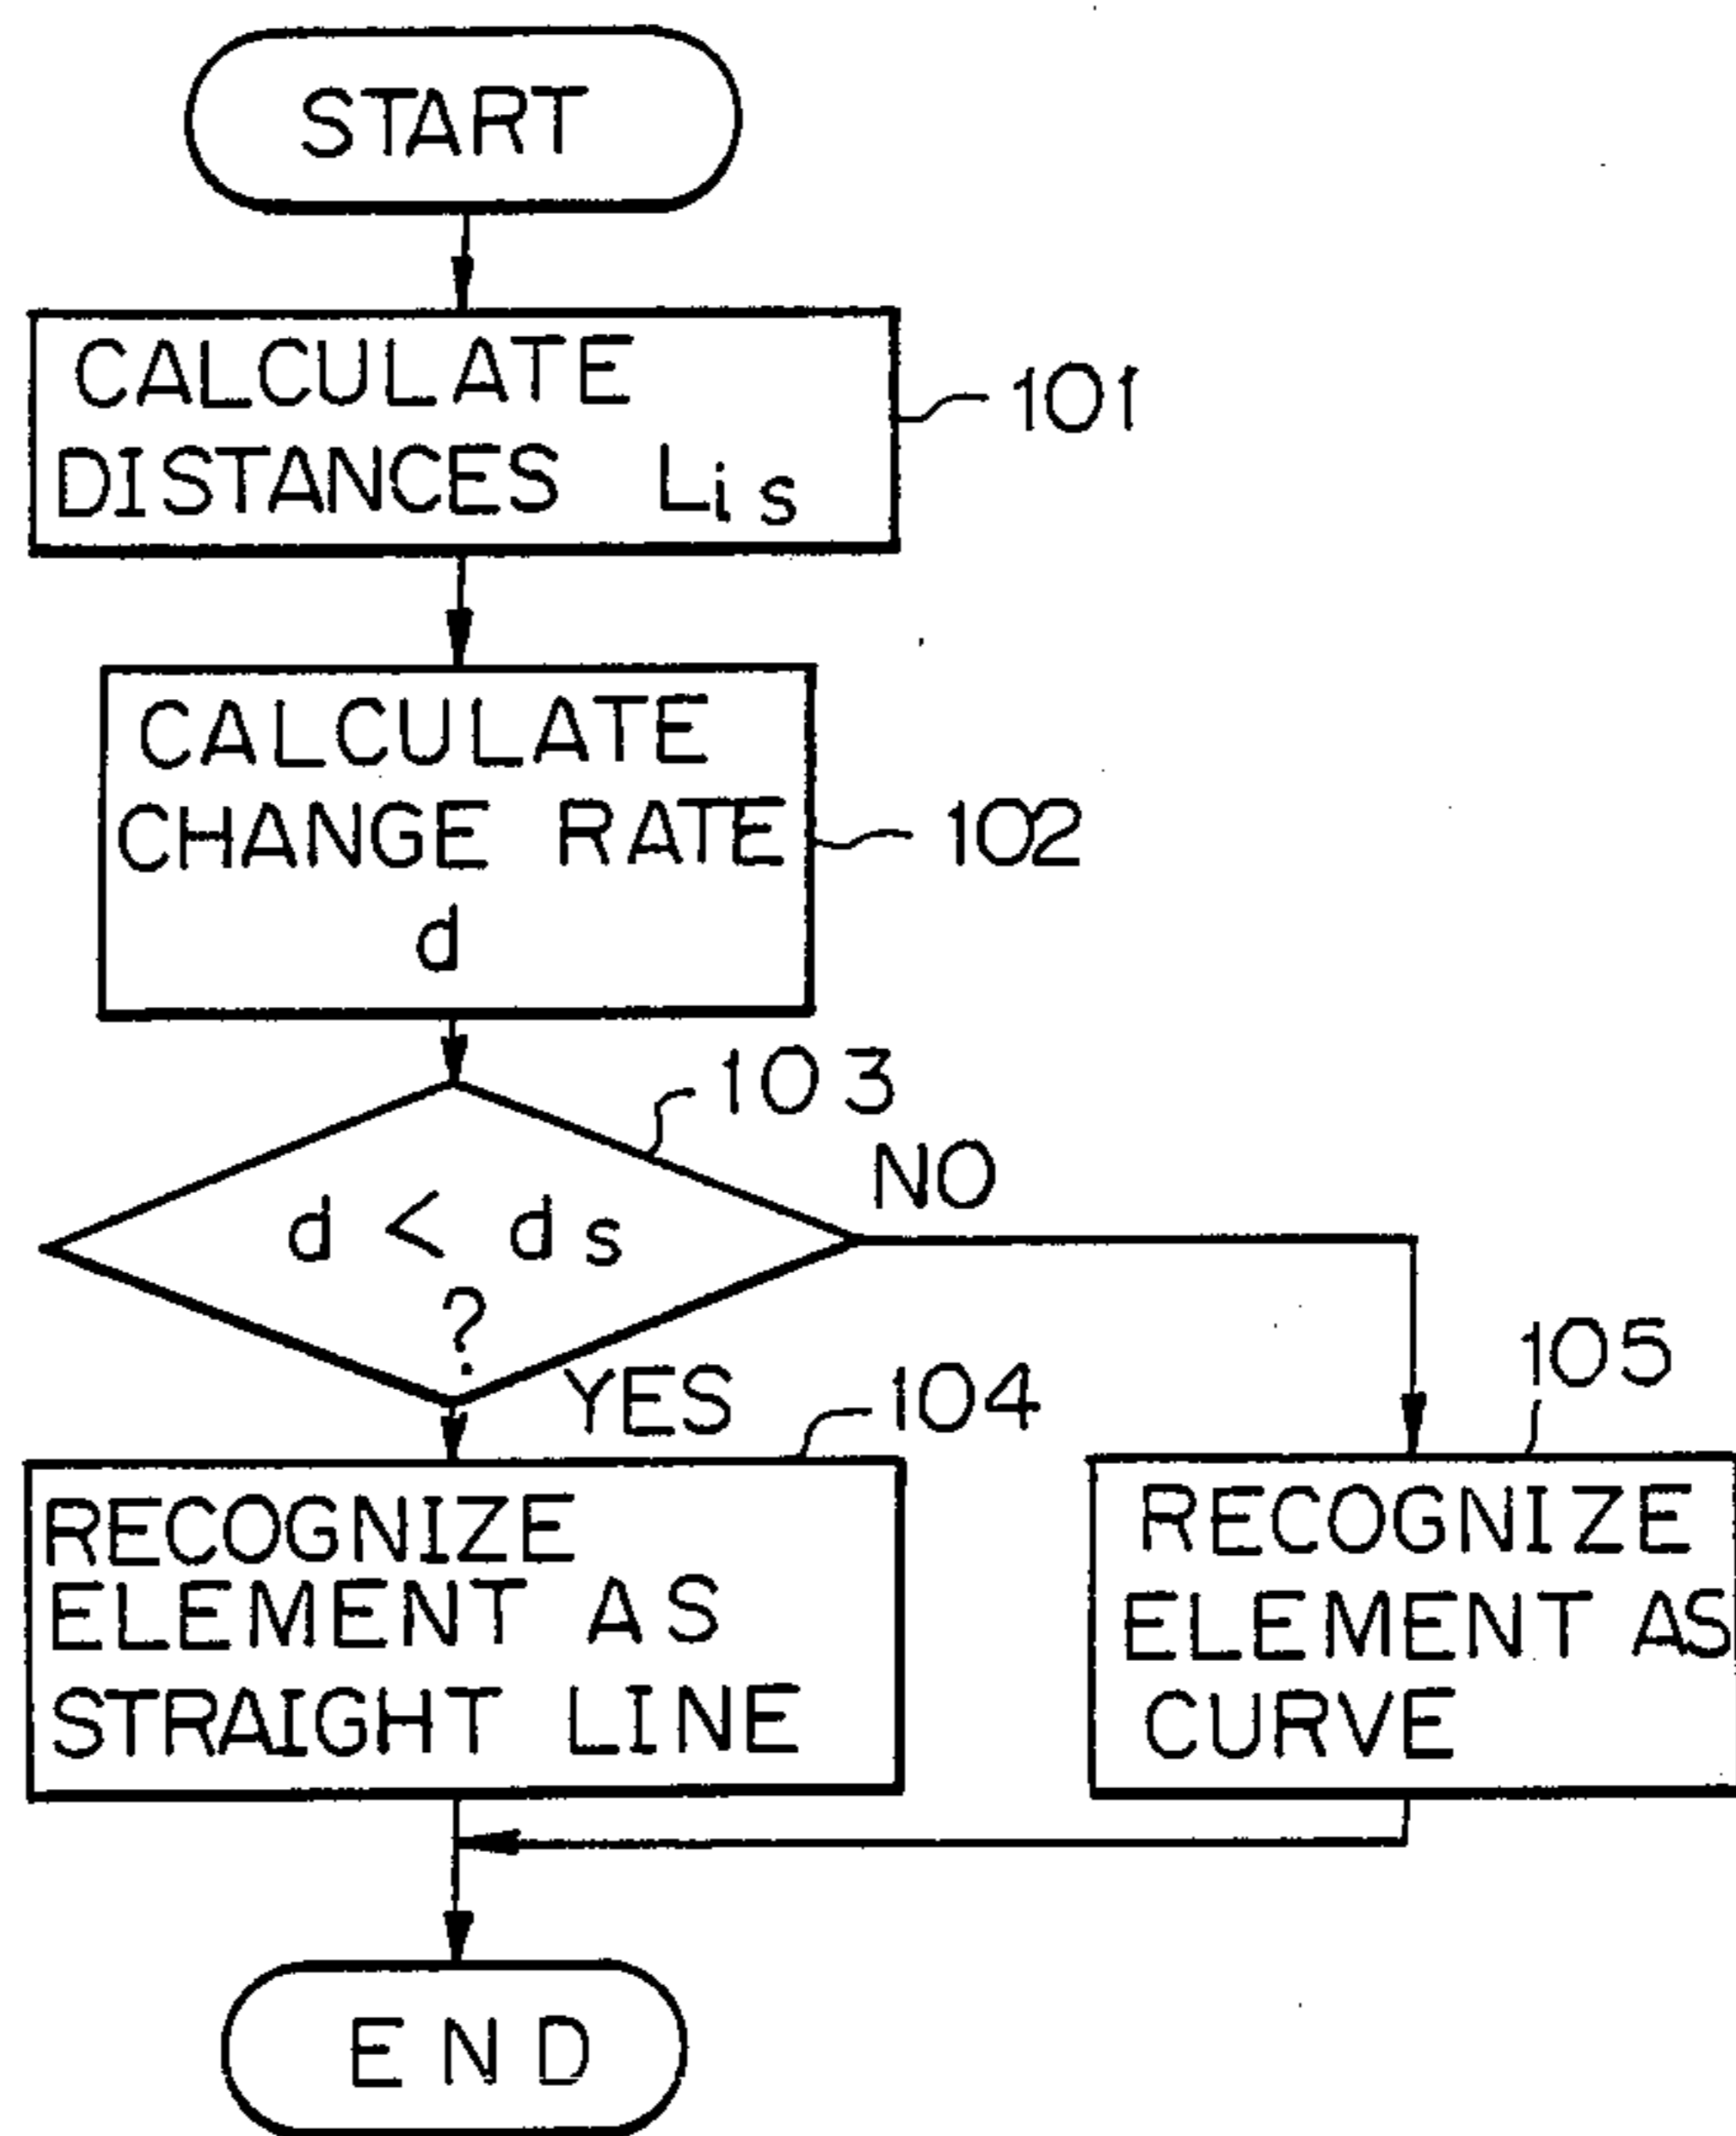 START
CALCULATE
DISTANCES Lis
101
CALCULATE
CHANGE RATE
d
102
103
d < ds
?
NO
YES
104
105
RECOGNIZE
ELEMENT AS
STRAIGHT LINE
RECOGNIZE
ELEMENT AS
CURVE
END